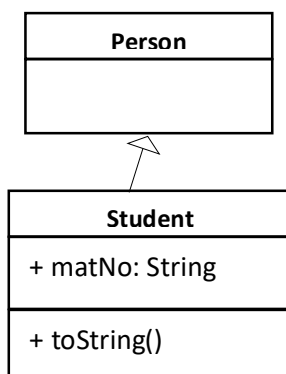 Person
Student
+ matNo: String
+ toString()